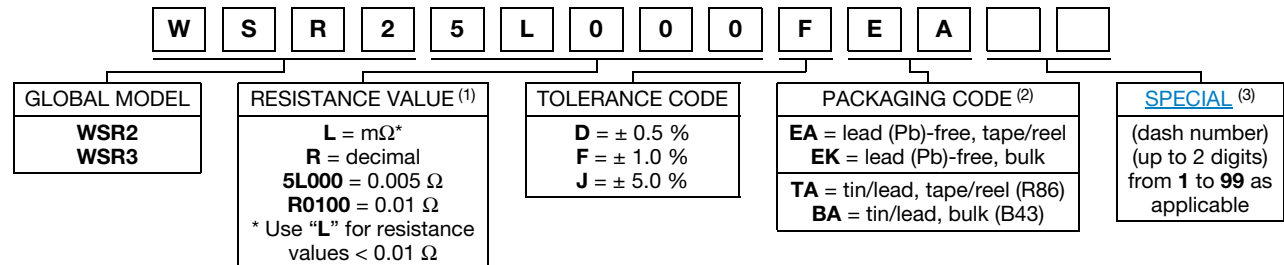 W S R 2 5 L 0 0 0 F E A
GLOBAL MODEL
WSR2
WSR3
RESISTANCE VALUE (1)
L = mΩ*
R = decimal
5L000 = 0.005 Ω
R0100 = 0.01 Ω
* Use “L” for resistance
values < 0.01 Ω
TOLERANCE CODE
D = ± 0.5 %
F = ± 1.0 %
J = ± 5.0 %
PACKAGING CODE (2)
EA = lead (Pb)-free, tape/reel
EK = lead (Pb)-free, bulk
TA = tin/lead, tape/reel (R86)
BA = tin/lead, bulk (B43)
SPECIAL (3)
(dash number)
(up to 2 digits)
from 1 to 99 as
applicable